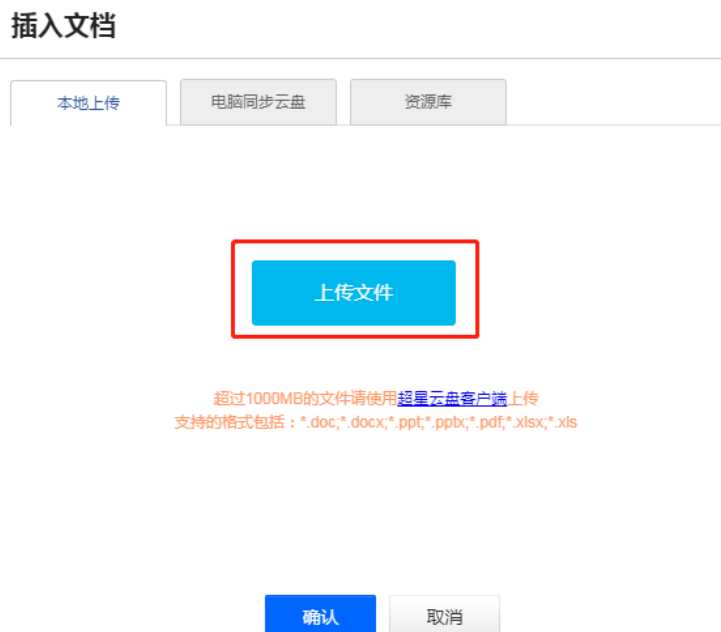 插入文档
本地上传 电脑同步云盘 资源库
上传文件
超过1000MB的文件请使用超星云盘客户端上传
支持的格式包括：*.doc;*.docx;*.ppt;*.pptx;*.pdf;*.xlsx;*.xls
确认 取消